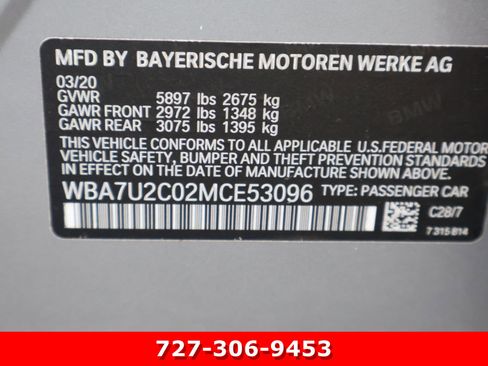 MFD BY BAYERISCHE MOTOREN WERKE AG
03/20
GVWR 5897 lbs 2675 kg
GAWR FRONT 2972 lbs 1348 kg
GAWR REAR 3075 lbs 1395 kg
THIS VEHICLE CONFORMS TO ALL APPLICABLE U.S.FEDERAL MOTOR
VEHICLE SAFETY, BUMPER AND THEFT PREVENTION STANDARDS
IN EFFECT ON THE DATE OF MANUFACTURE SHOWN ABOVE.
WBA7U2C02MCE53096 TYPE: PASSENGER CAR
C28/7
7 315 814
BMW
727-306-9453